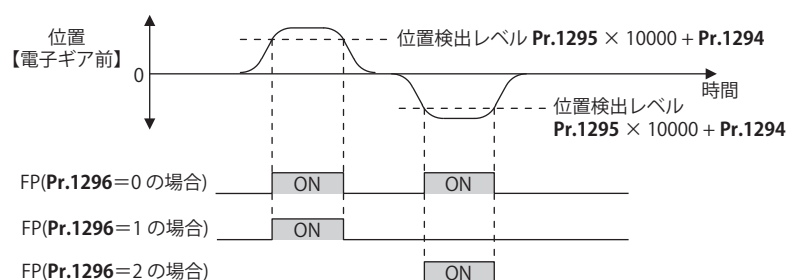 位置
【電子ギア前】
0
位置検出レベル Pr.1295 × 10000 + Pr.1294
時間
位置検出レベル
Pr.1295 × 10000 + Pr.1294
FP(Pr.1296＝0 の場合)
ON
ON
FP(Pr.1296＝1 の場合)
ON
FP(Pr.1296＝2 の場合)
ON